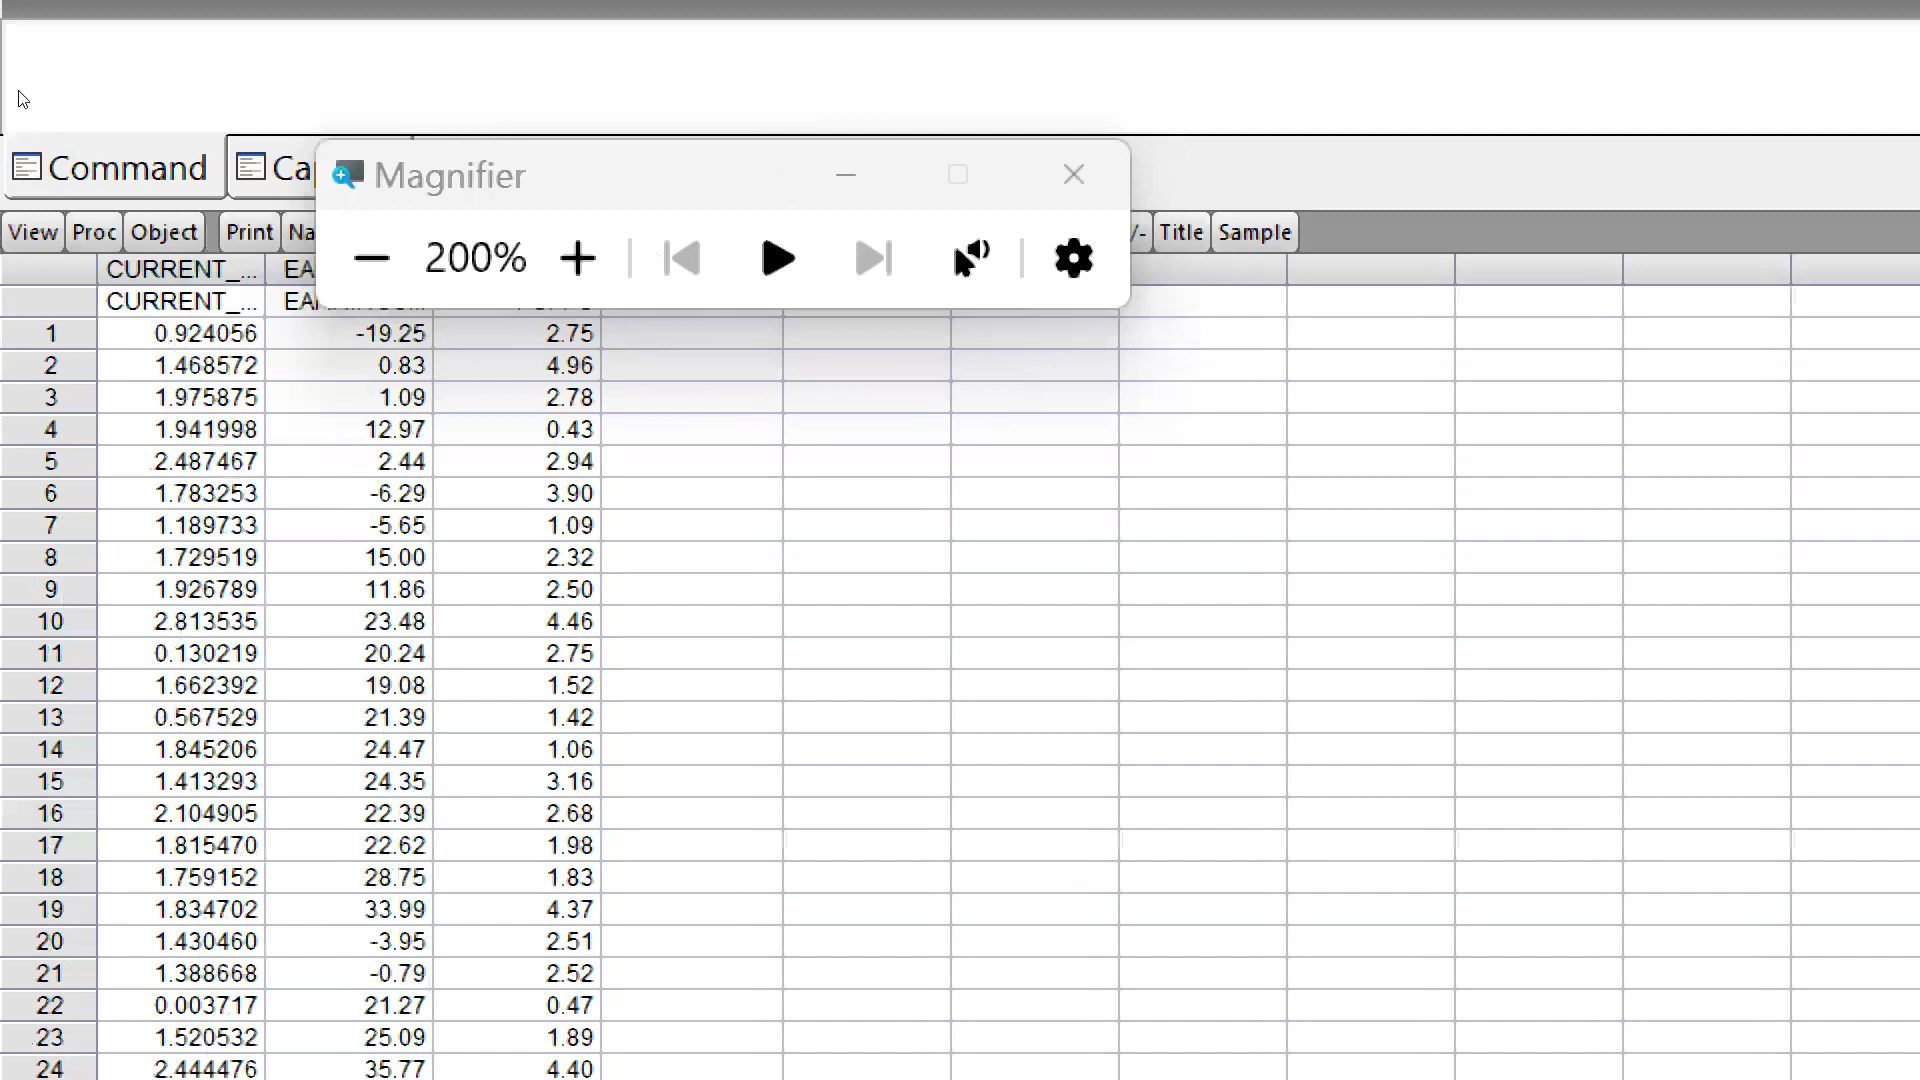 Command Ca
Magnifier
200%
View Proc Object Print Na /- Title Sample
CURRENT_... EA
CURRENT_...
1 0.924056 -19.25 2.75
2 1.468572 0.83 4.96
3 1.975875 1.09 2.78
4 1.941998 12.97 0.43
5 2.487467 2.44 2.94
6 1.783253 -6.29 3.90
7 1.189733 -5.65 1.09
8 1.729519 15.00 2.32
9 1.926789 11.86 2.50
10 2.813535 23.48 4.46
11 0.130219 20.24 2.75
12 1.662392 19.08 1.52
13 0.567529 21.39 1.42
14 1.845206 24.47 1.06
15 1.413293 24.35 3.16
16 2.104905 22.39 2.68
17 1.815470 22.62 1.98
18 1.759152 28.75 1.83
19 1.834702 33.99 4.37
20 1.430460 -3.95 2.51
21 1.388668 -0.79 2.52
22 0.003717 21.27 0.47
23 1.520532 25.09 1.89
24 2.444476 35.77 4.40